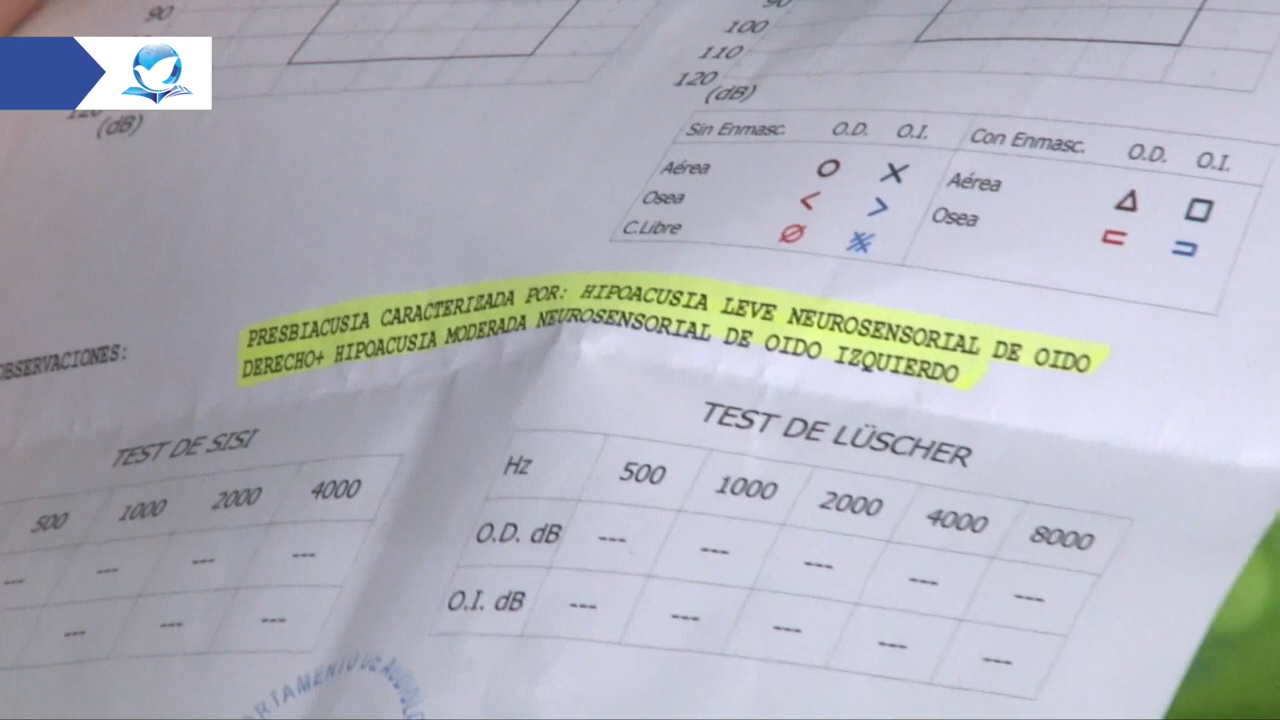 90
90
100
110
120
(dB)
120
(dB)
Sin Enmasc. O.D. O.I. Con Enmasc. O.D. O.I.
Aérea Aérea
Osea Osea
C.Libre
OBSERVACIONES:
PRESBIACUSIA CARACTERIZADA POR: HIPOACUSIA LEVE NEUROSENSORIAL DE OIDO
DERECHO+ HIPOACUSIA MODERADA NEUROSENSORIAL DE OIDO IZQUIERDO
TEST DE SISI
500 1000 2000 4000
--- --- --- ---
--- --- ---
TEST DE LÜSCHER
Hz 500 1000 2000 4000 8000
O.D. dB --- --- --- --- ---
O.I. dB --- --- --- --- ---